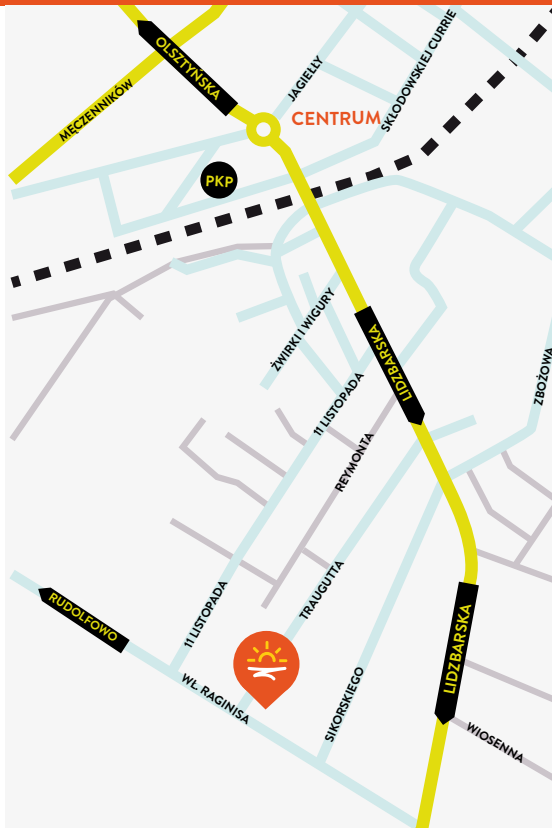 OLSZTYŃSKA
MĘCZENNIKÓW
JAGIEŁŁY
SKŁODOWSKIEJ CURRIE
CENTRUM
PKP
ŻWIRKI I WIGURY
LIDZBARSKA
ZBOŻOWA
11 LISTOPADA
REYMONTA
RUDOLFOWO
11 LISTOPADA
TRAUGUTTA
LIDZBARSKA
WŁ. RAGINISA
SIKORSKIEGO
WIOSENNA